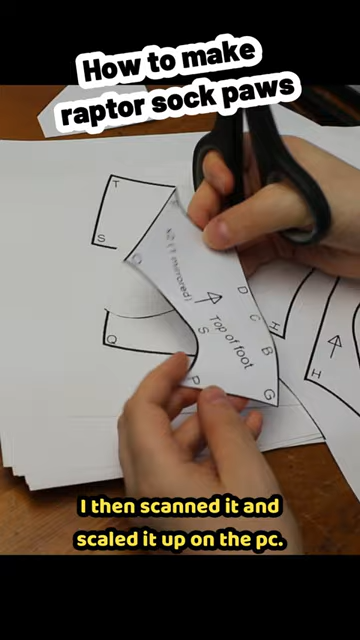 How to make
raptor sock paws
T
S
Q
D
C
B
G
H
H
P
S
Top of foot
I then scanned it and
scaled it up on the pc.